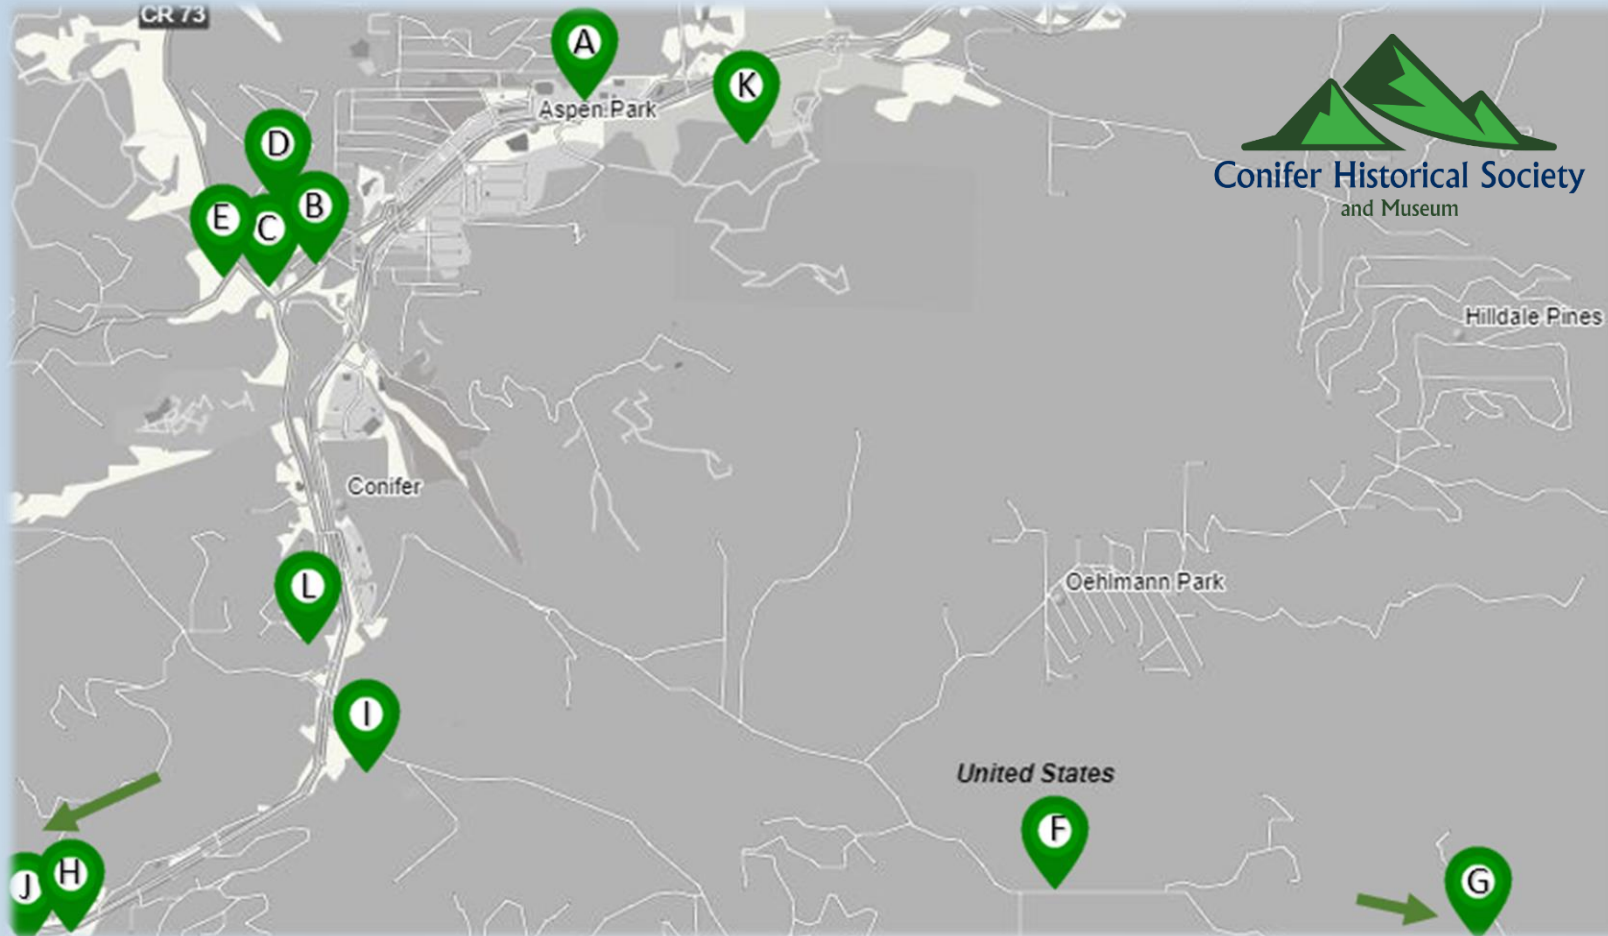 CR 73
A
Aspen Park
K
D
E
C
B
Conifer Historical Society
and Museum
Hilldale Pines
Conifer
L
Oehlmann Park
I
United States
F
J
H
G